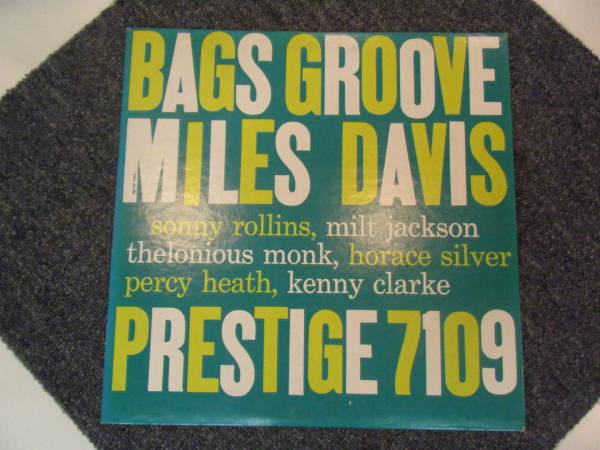 BAGS GROOVE
MILES DAVIS
sonny rollins, milt jackson
thelonious monk, horace silver
percy heath, kenny clarke
PRESTIGE 7109